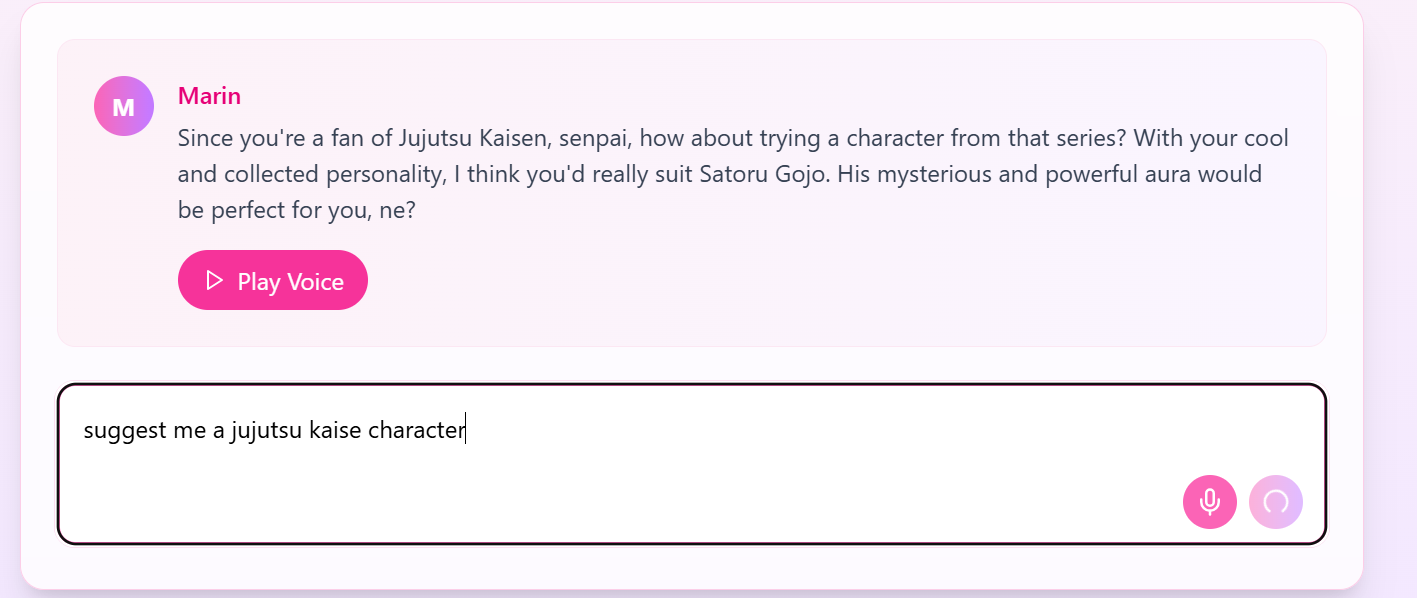 M
Marin
Since you're a fan of Jujutsu Kaisen, senpai, how about trying a character from that series? With your cool
and collected personality, I think you'd really suit Satoru Gojo. His mysterious and powerful aura would
be perfect for you, ne?
Play Voice
suggest me a jujutsu kaise character